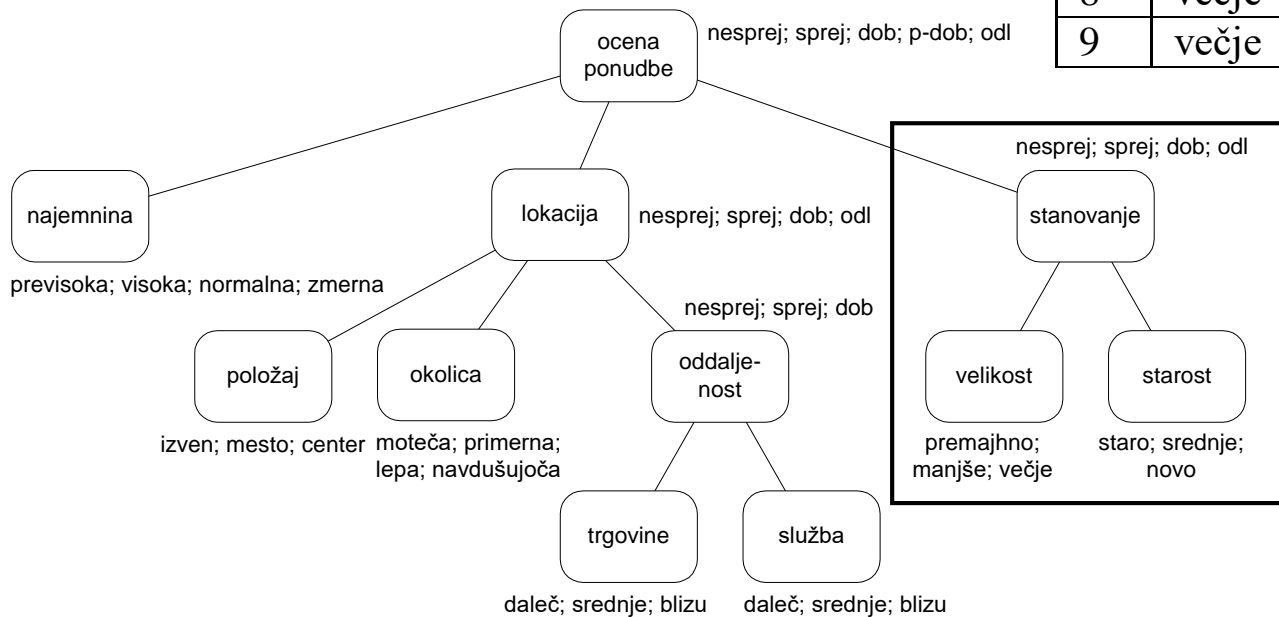 večje
9 večje
ocena
ponudbe
nesprej; sprej; dob; p-dob; odl
nesprej; sprej; dob; odl
najemnina
lokacija
nesprej; sprej; dob; odl
stanovanje
previsoka; visoka; normalna; zmerna
nesprej; sprej; dob
položaj
okolica
oddalje-
nost
velikost
starost
izven; mesto; center
moteča; primerna;
lepa; navdušujoča
premajhno;
manjše; večje
staro; srednje;
novo
trgovine
služba
daleč; srednje; blizu
daleč; srednje; blizu